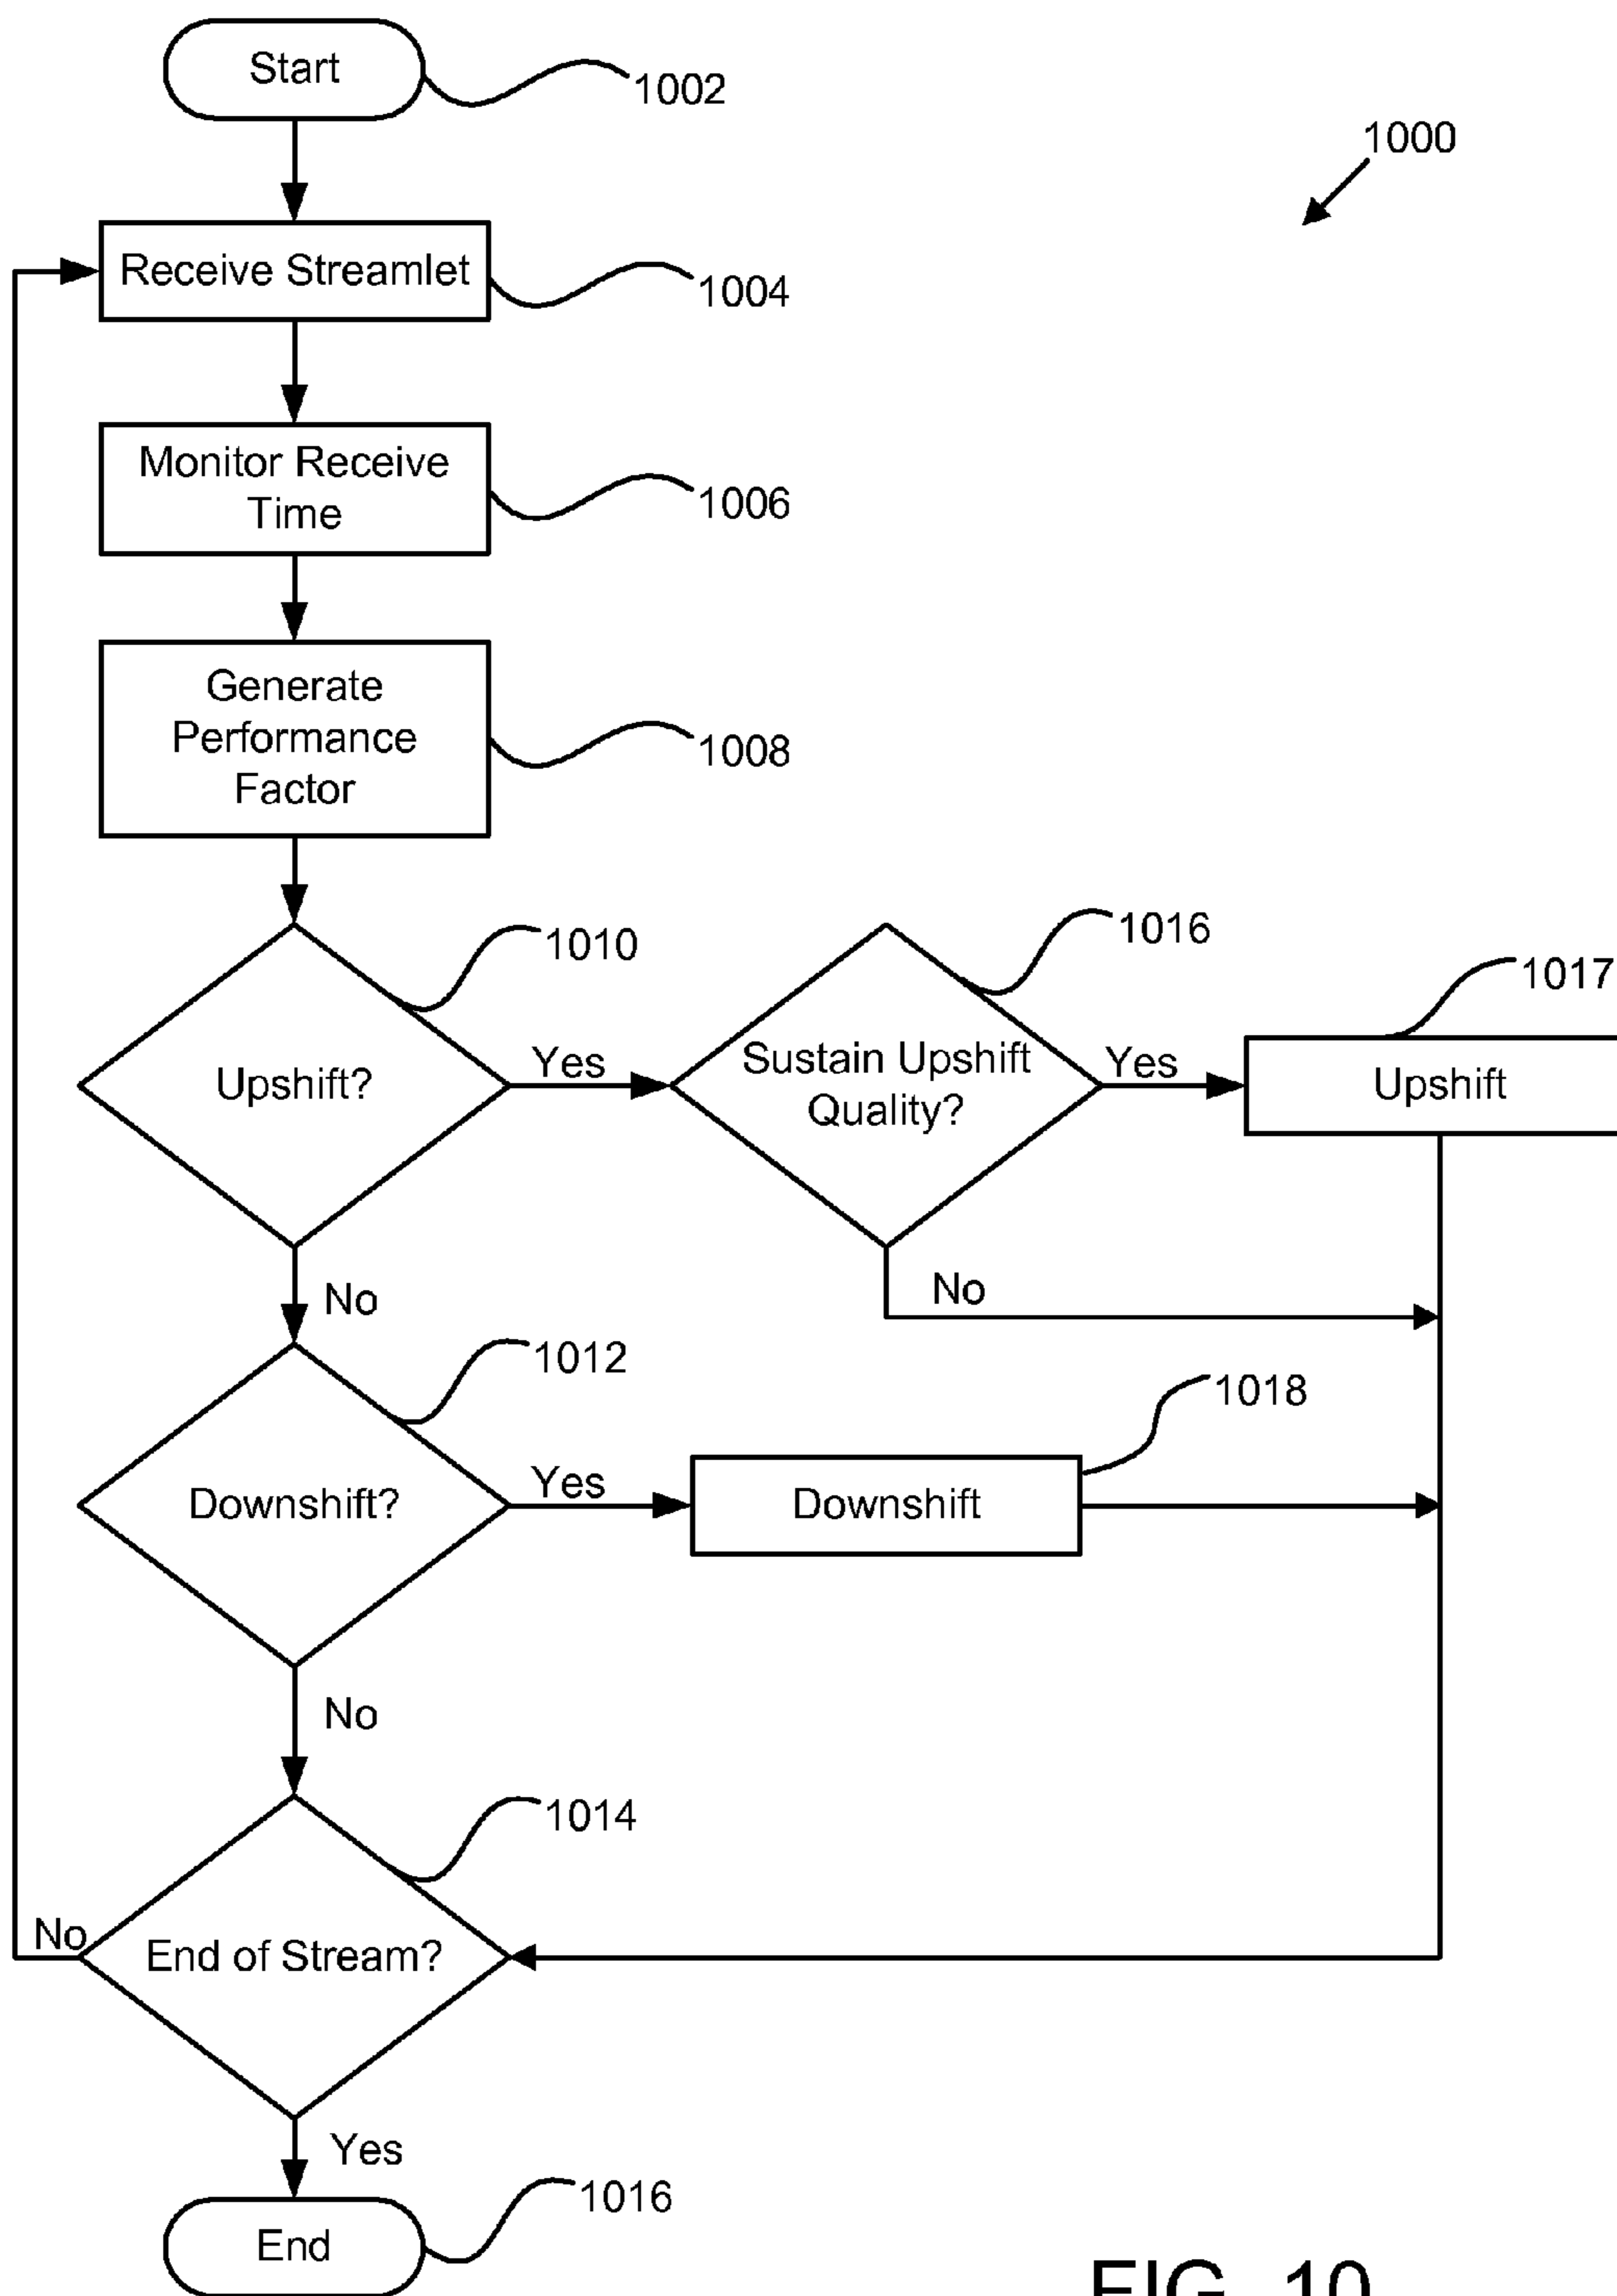 Start
1002
1000
Receive Streamlet
1004
Monitor Receive
Time
1006
Generate
Performance
Factor
1008
1010
1016
1017
Upshift?
Yes
Sustain Upshift
Quality?
Yes
Upshift
No
No
1012
1018
Downshift?
Yes
Downshift
No
1014
No
End of Stream?
Yes
1016
End
FIG. 10